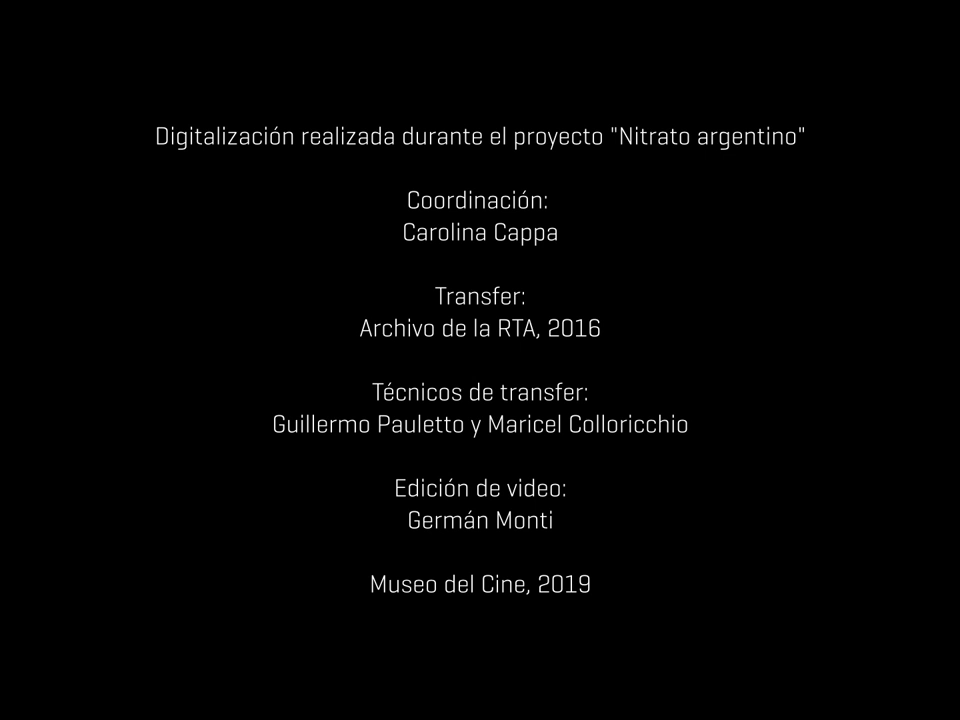 Digitalización realizada durante el proyecto "Nitrato argentino"
Coordinación:
Carolina Cappa
Transfer:
Archivo de la RTA, 2016
Técnicos de transfer:
Guillermo Pauletto y Maricel Colloricchio
Edición de video:
Germán Monti
Museo del Cine, 2019